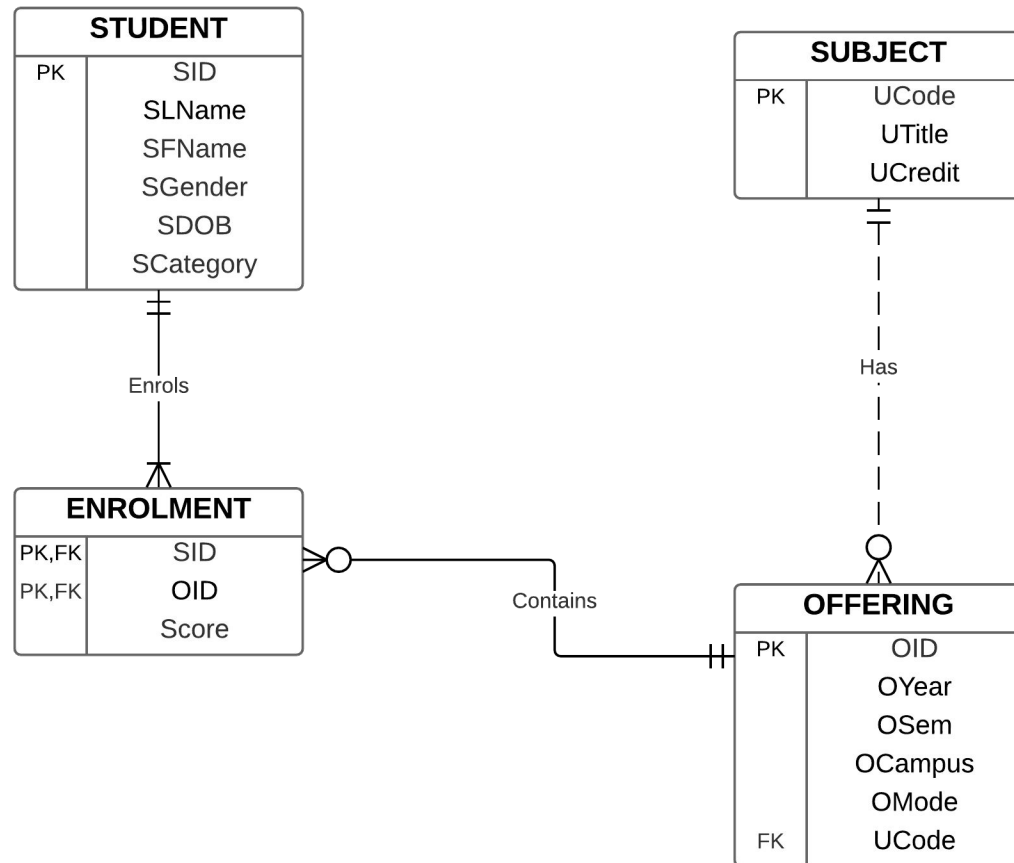 STUDENT
PK SID
SLName
SFName
SGender
SDOB
SCategory
SUBJECT
PK UCode
UTitle
UCredit
Enrols
Has
ENROLMENT
PK,FK SID
PK,FK OID
Score
Contains
OFFERING
PK OID
OYear
OSem
OCampus
OMode
FK UCode